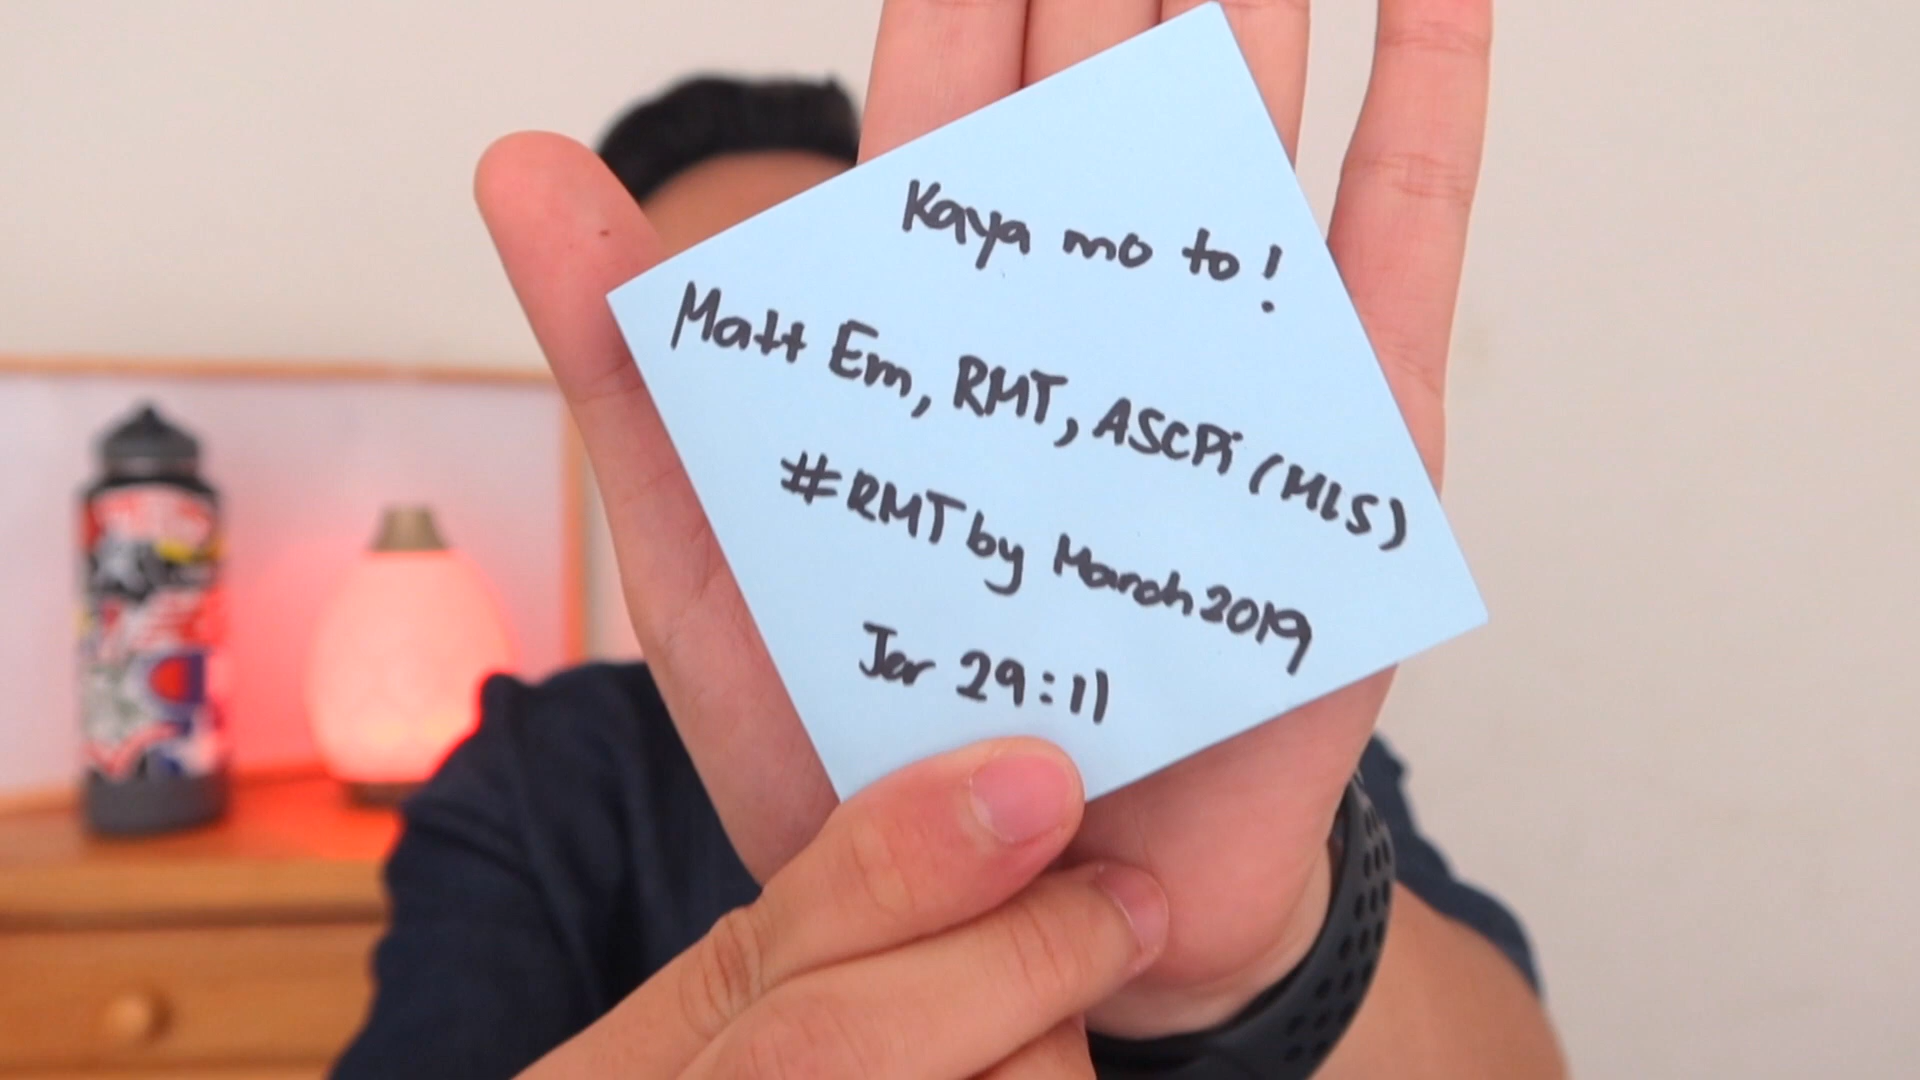 Kaya mo to!
Matt Em, RMT, ASCPi (MLS)
#RMT by March 2019
Jer 29:11